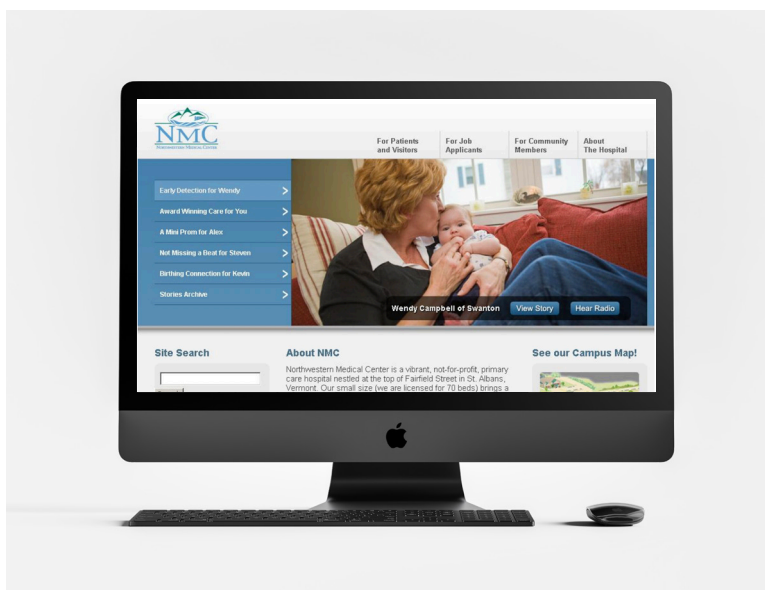 NMC
Northwestern Medical Center
For Patients
and Visitors
For Job
Applicants
For Community
Members
About
The Hospital
Early Detection for Wendy
Award Winning Care for You
A Mini Prom for Alex
Not Missing a Beat for Steven
Birthing Connection for Kevin
Stories Archive
Wendy Campbell of Swanton
View Story
Hear Radio
Site Search
About NMC
Northwestern Medical Center is a vibrant, not-for-profit, primary
care hospital nestled at the top of Fairfield Street in St. Albans,
Vermont. Our small size (we are licensed for 70 beds) brings a
See our Campus Map!